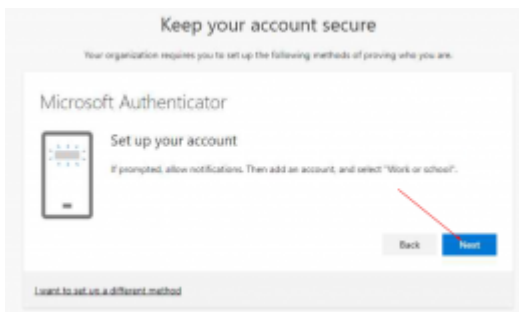 Keep your account secure
Your organization requires you to set up the following methods of proving who you are.
Microsoft Authenticator
Set up your account
If prompted, allow notifications. Then add an account, and select "Work or school".
Back Next
I want to set up a different method